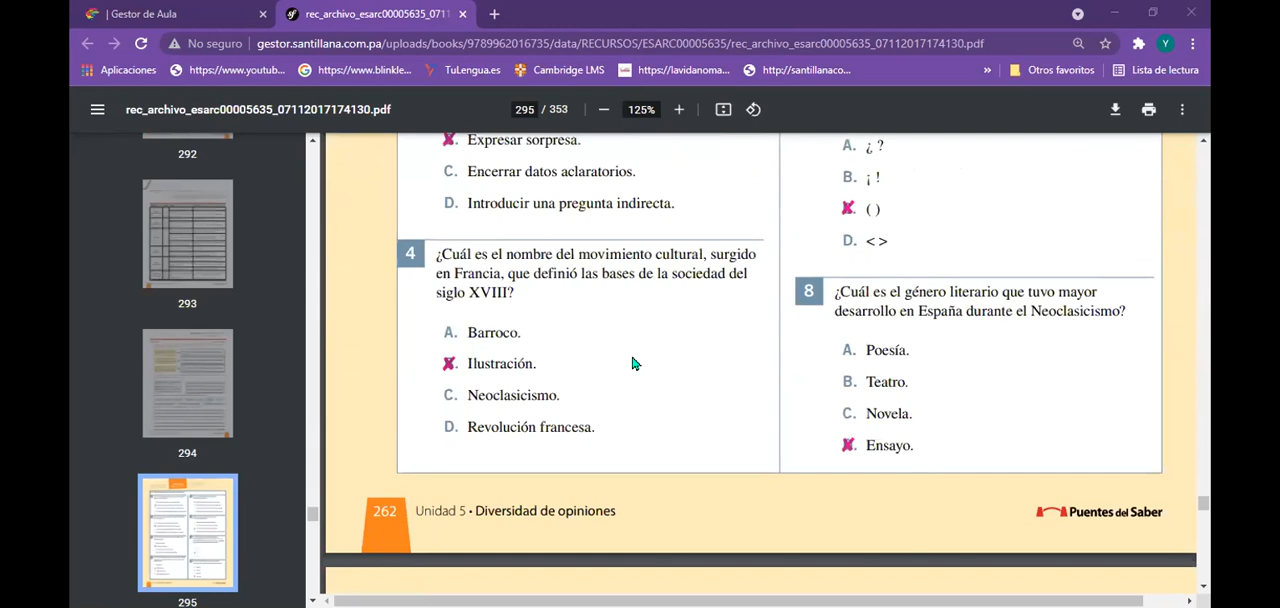 Gestor de Aula
rec_archivo_esarc00005635_0711
No seguro
gestor.santillana.com.pa/uploads/books/9789962016735/data/RECURSOS/ESARC00005635/rec_archivo_esarc00005635_07112017174130.pdf
Y
Aplicaciones
https://www.youtub...
https://www.blinkle...
TuLengua.es
Cambridge LMS
https://lavidanoma...
http://santillanaco...
»
Otros favoritos
Lista de lectura
rec_archivo_esarc00005635_07112017174130.pdf
295 / 353
125%
292
293
294
295
Expresar sorpresa.
C. Encerrar datos aclaratorios.
D. Introducir una pregunta indirecta.
4
¿Cuál es el nombre del movimiento cultural, surgido
en Francia, que definió las bases de la sociedad del
siglo XVIII?
A. Barroco.
Ilustración.
C. Neoclasicismo.
D. Revolución francesa.
A. ¿ ?
B. ¡ !
( )
D. < >
8
¿Cuál es el género literario que tuvo mayor
desarrollo en España durante el Neoclasicismo?
A. Poesía.
B. Teatro.
C. Novela.
Ensayo.
262
Unidad 5 • Diversidad de opiniones
Puentes del Saber